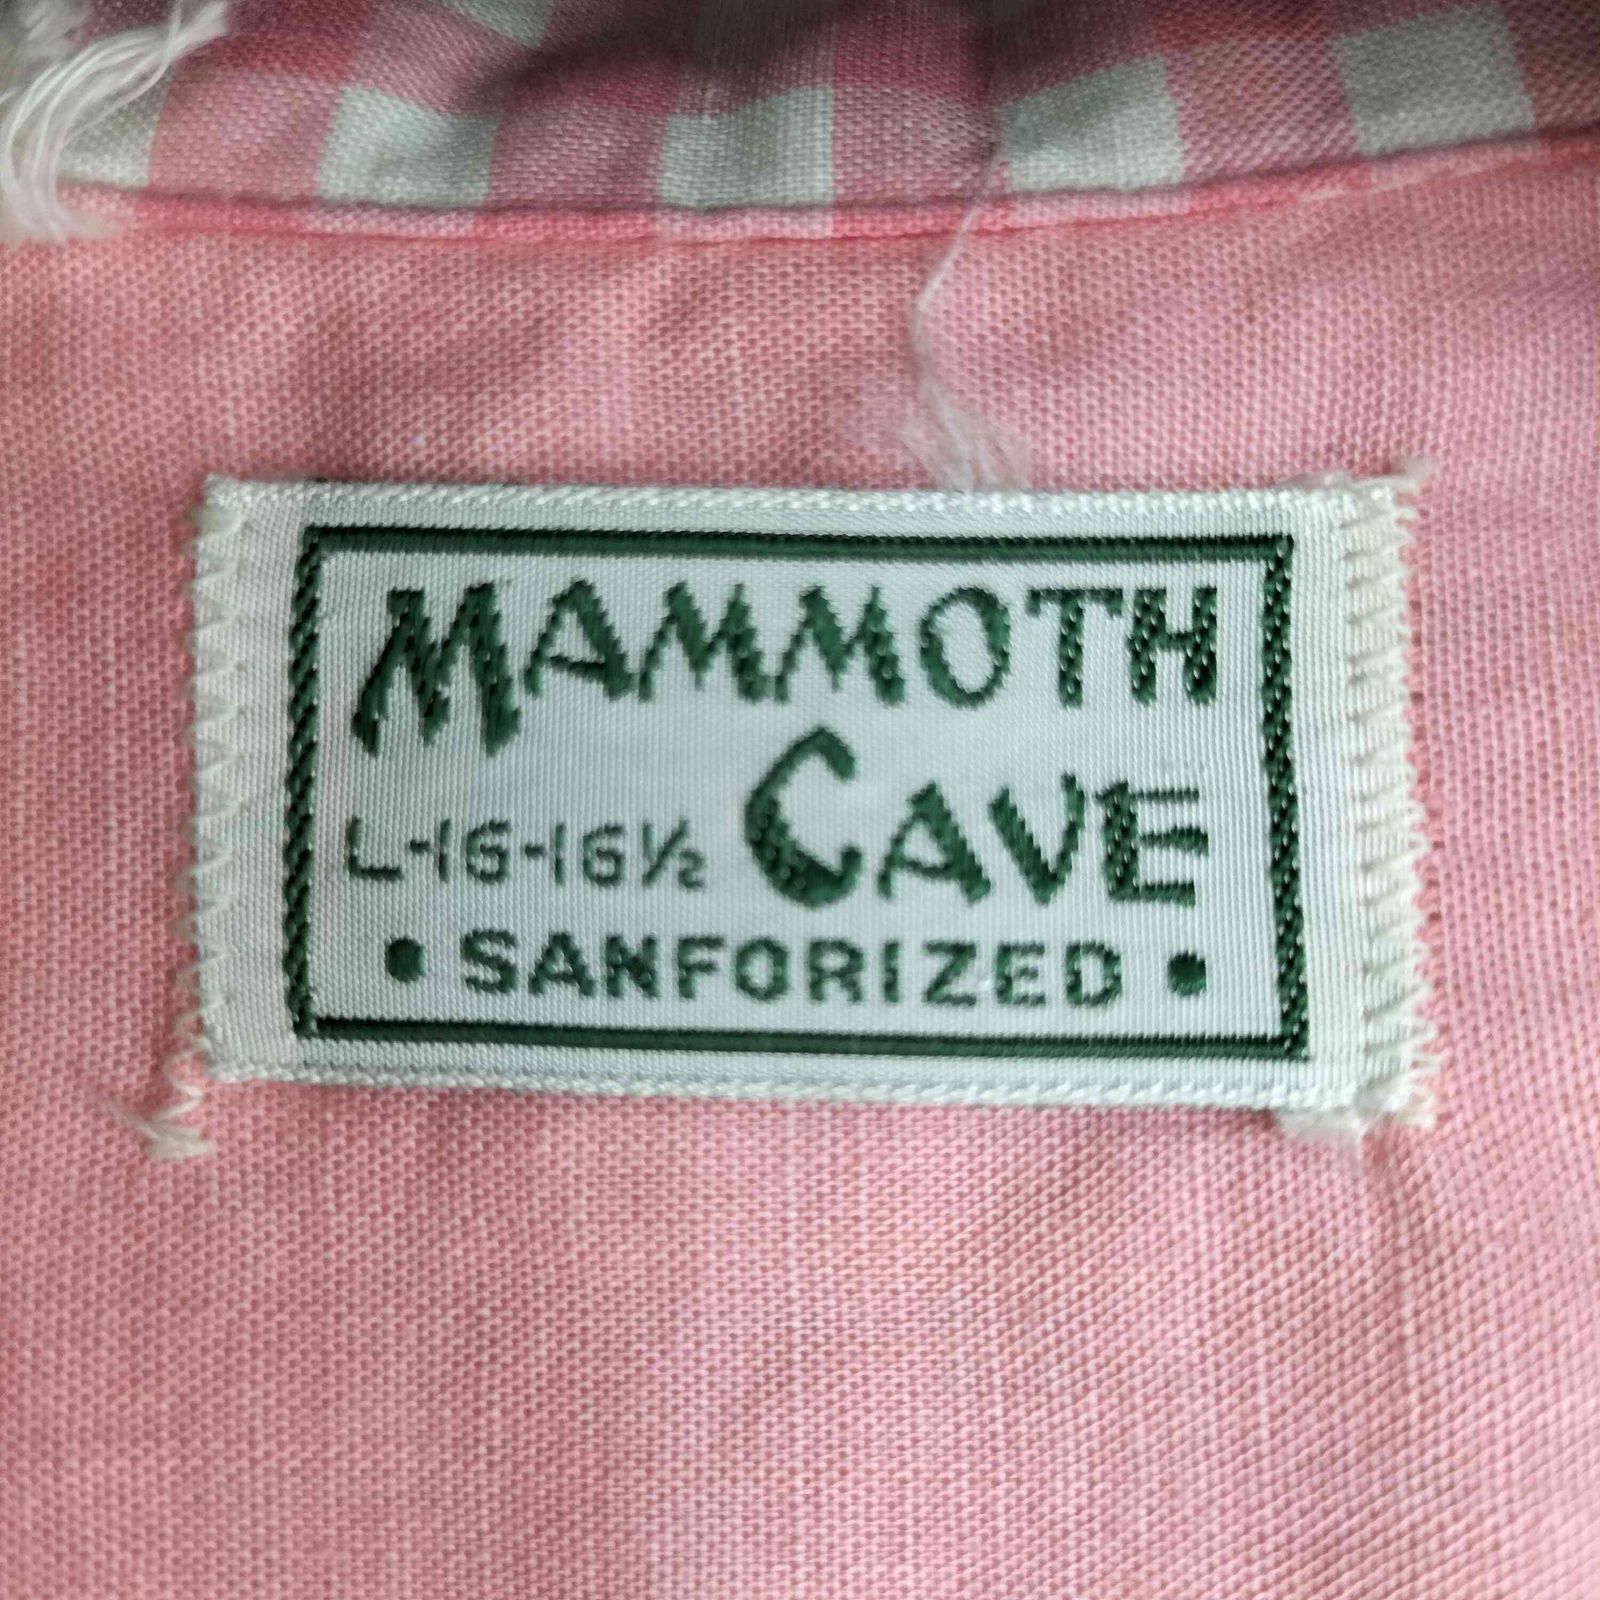 MAMMOTH
L-16-16½ CAVE
• SANFORIZED •